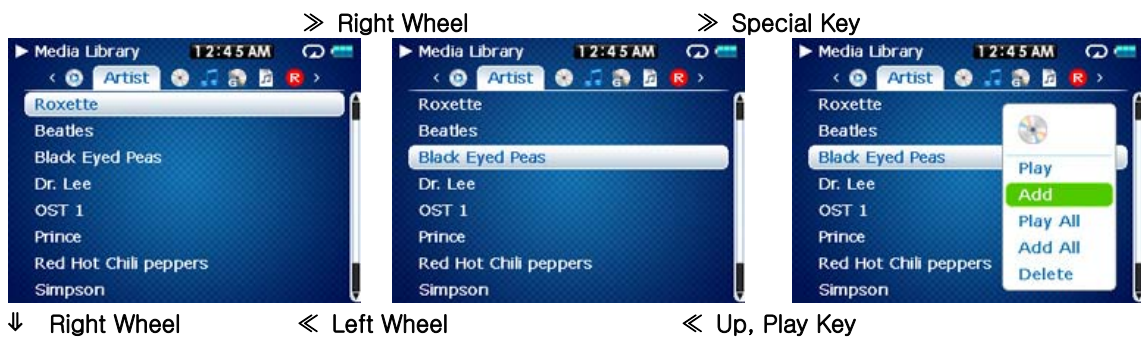 ≫ Right Wheel ≫ Special Key
Media Library 12:45 AM
Artist R
Roxette
Beatles
Black Eyed Peas
Dr. Lee
OST 1
Prince
Red Hot Chili peppers
Simpson
Media Library 12:45 AM
Artist R
Roxette
Beatles
Black Eyed Peas
Dr. Lee
OST 1
Prince
Red Hot Chili peppers
Simpson
Media Library 12:45 AM
Artist R
Roxette
Beatles
Black Eyed Peas
Dr. Lee
OST 1
Prince
Red Hot Chili peppers
Simpson
Play
Add
Play All
Add All
Delete
⇓ Right Wheel ≪ Left Wheel ≪ Up, Play Key